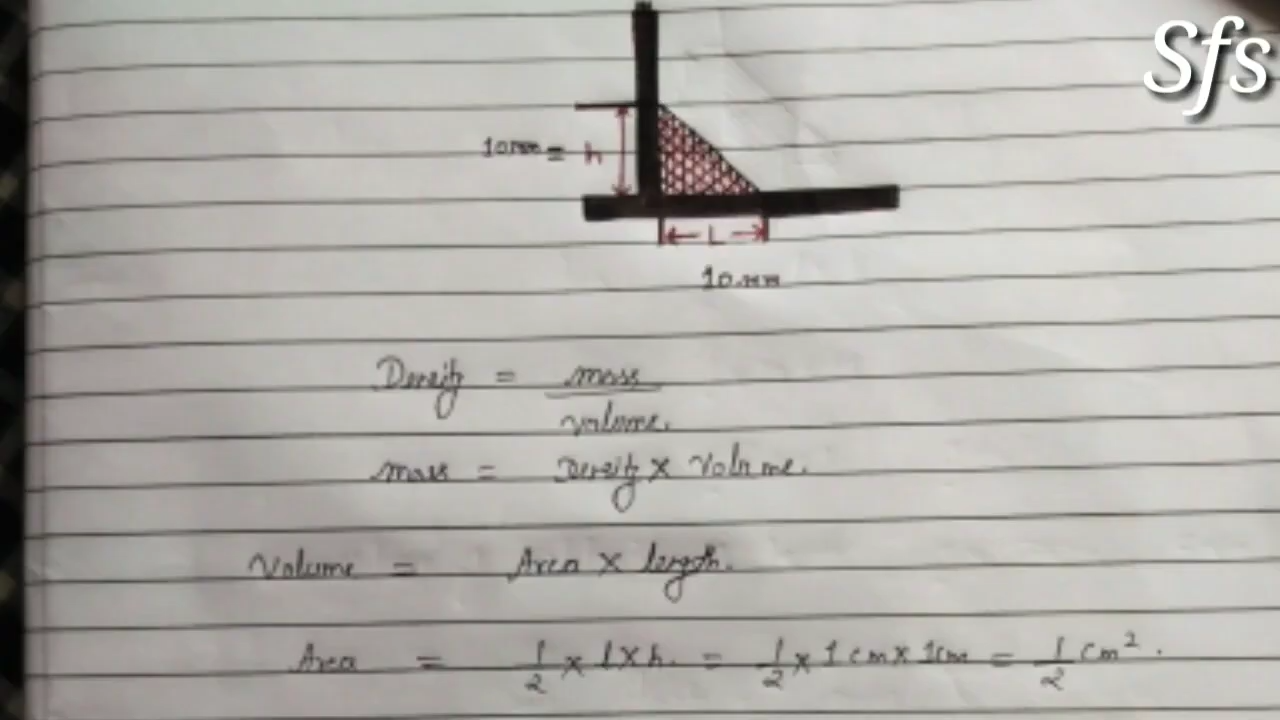 Sfs
10mm = h
L
10mm
Density = mass
volume.
mass = Density × Volume.
Volume = Area × length.
Area = 1/2 × l × h. = 1/2 × 1 cm × 1cm = 1/2 cm².